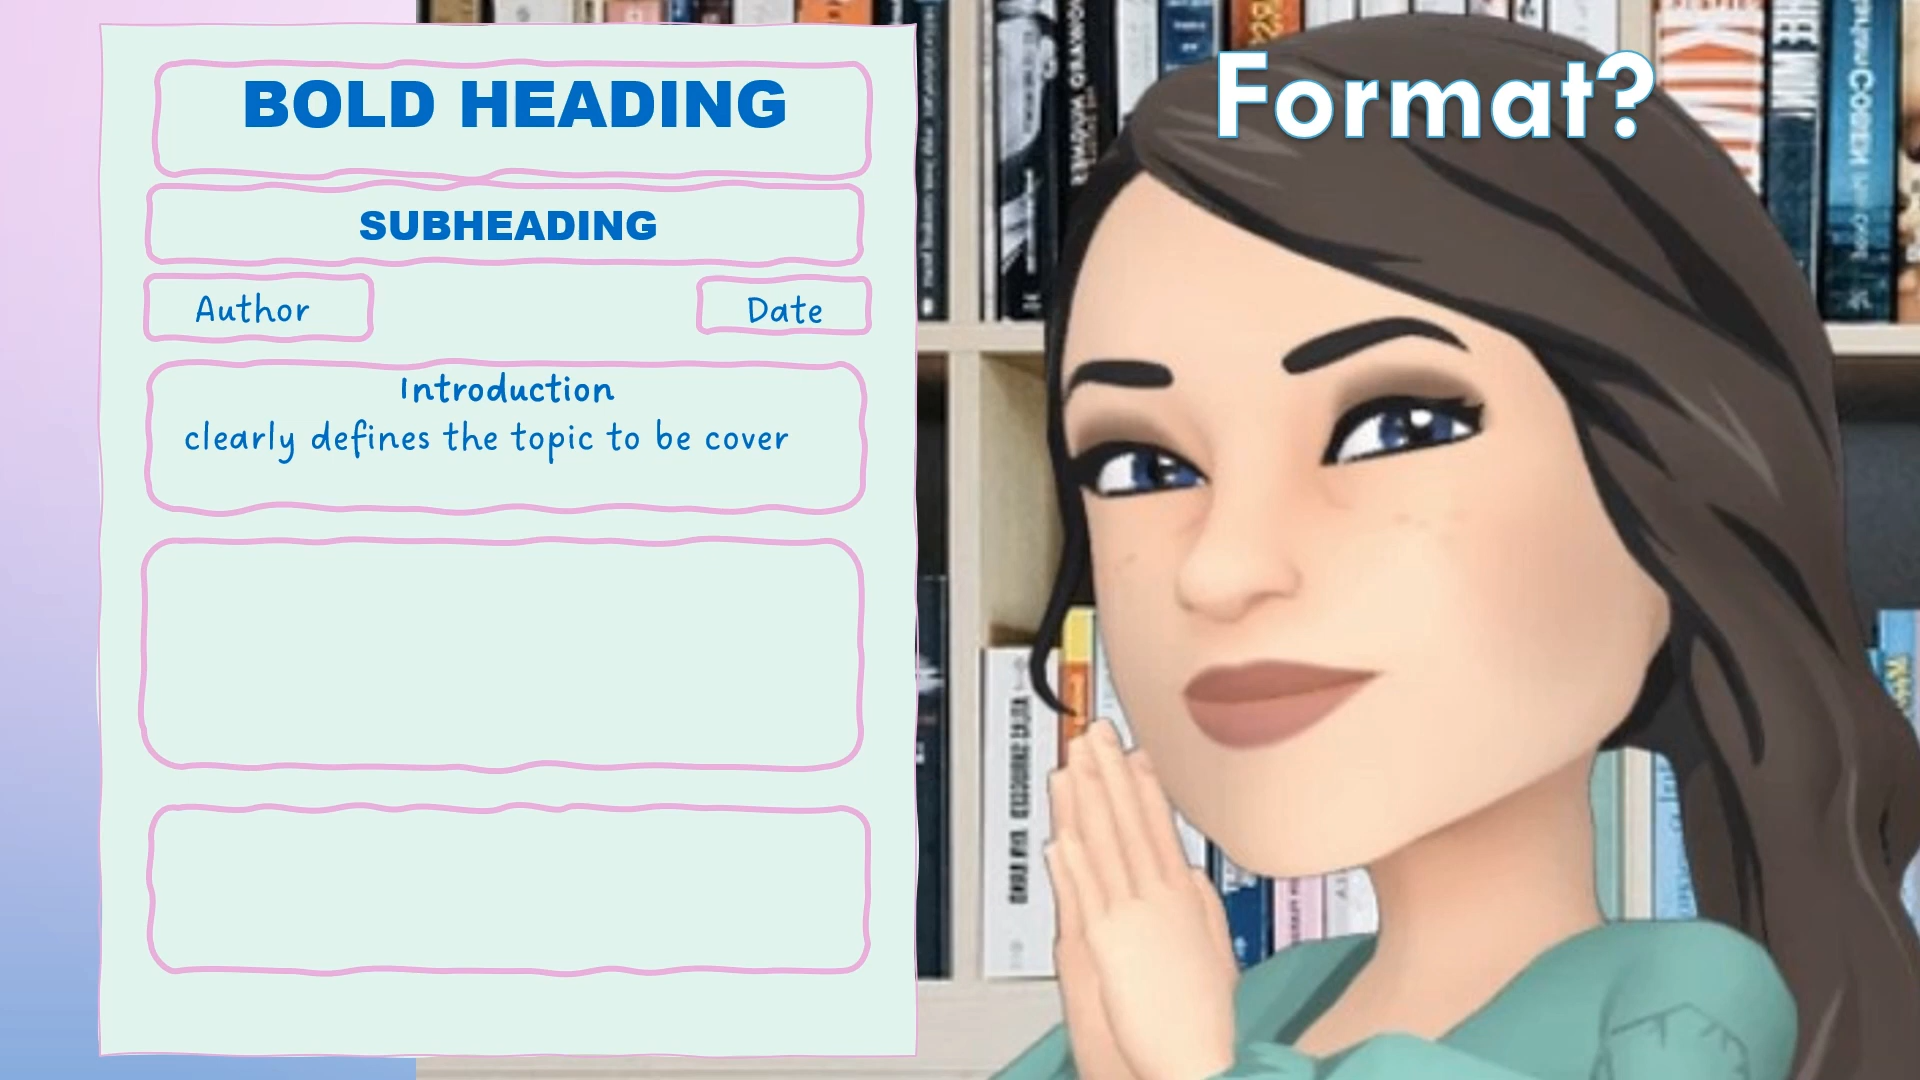 BOLD HEADING
SUBHEADING
Author
Date
Introduction
clearly defines the topic to be cover
Format?